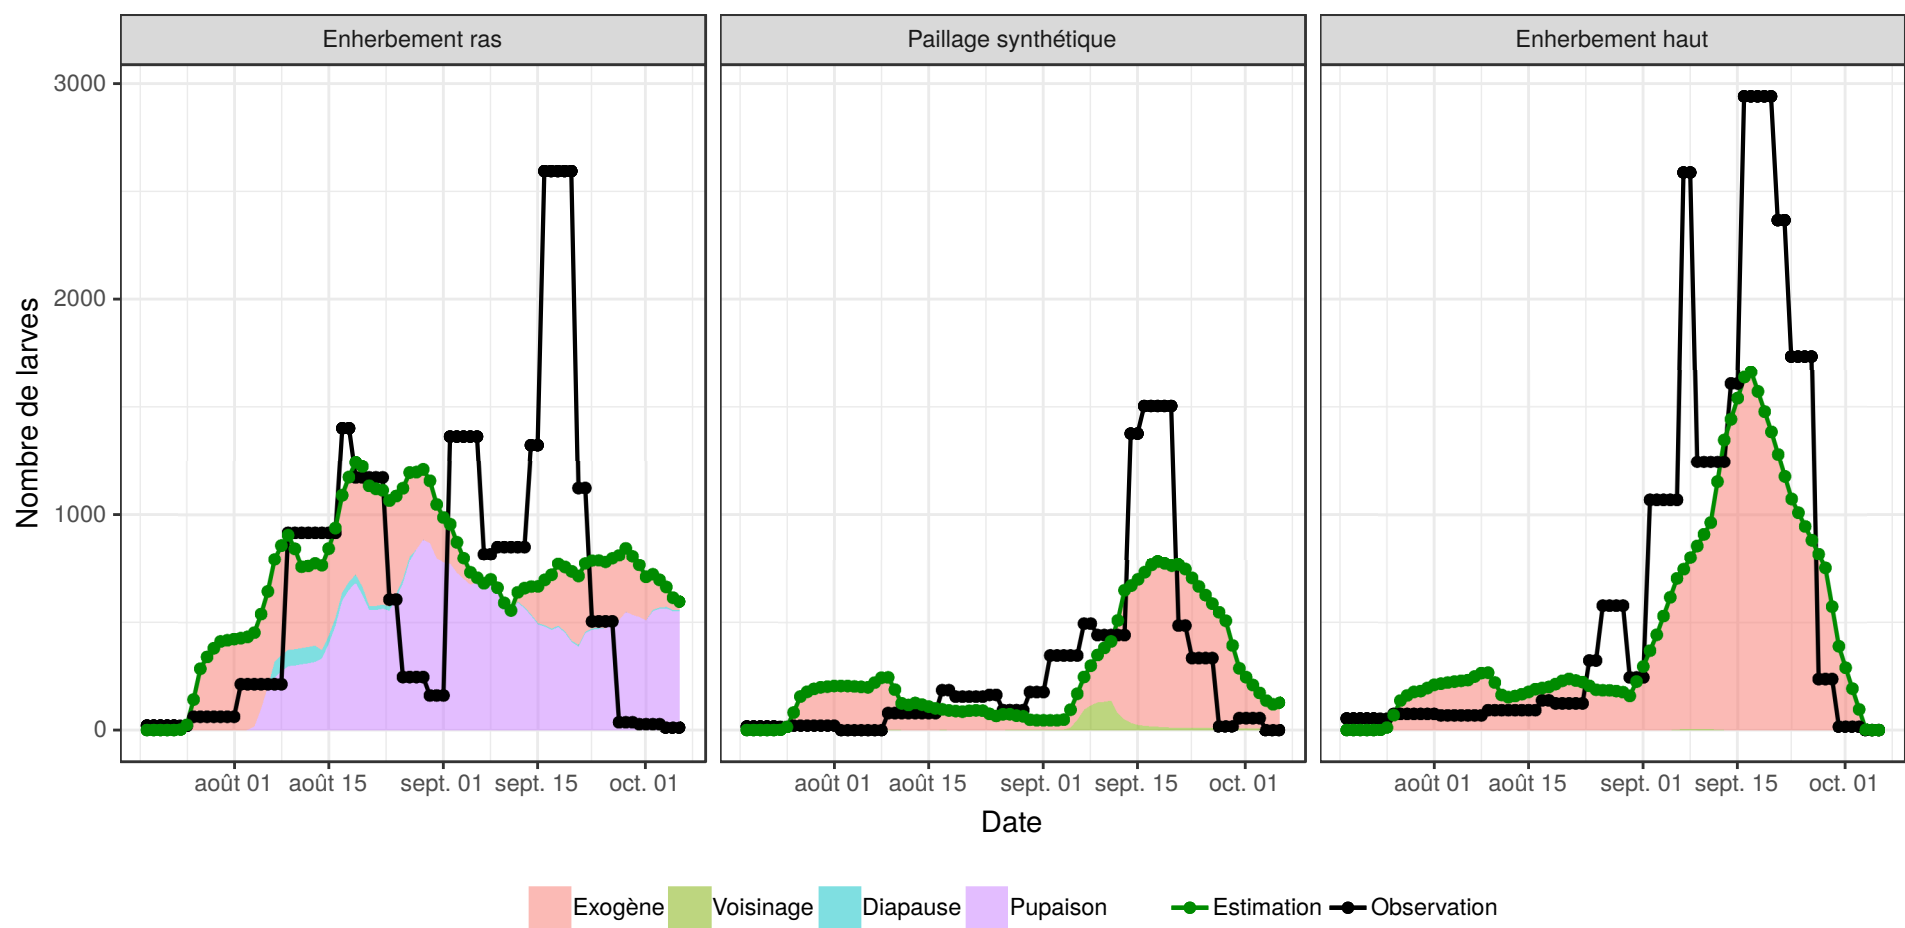 Enherbement ras
Paillage synthétique
Enherbement haut
Nombre de larves
3000
2000
1000
0
août 01 août 15 sept. 01 sept. 15 oct. 01
août 01 août 15 sept. 01 sept. 15 oct. 01
août 01 août 15 sept. 01 sept. 15 oct. 01
Date
Exogène Voisinage Diapause Pupaison Estimation Observation